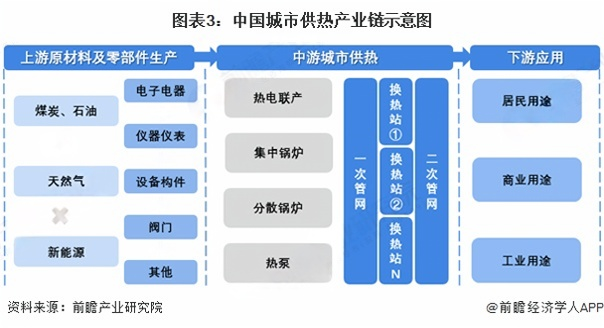 图表3：中国城市供热产业链示意图
上游原材料及零部件生产
中游城市供热
下游应用
煤炭、石油
天然气
新能源
电子电器
仪器仪表
设备构件
阀门
其他
热电联产
集中锅炉
分散锅炉
热泵
一次管网
换热站①
换热站②
换热站N
二次管网
居民用途
商业用途
工业用途
资料来源：前瞻产业研究院
@前瞻经济学人APP